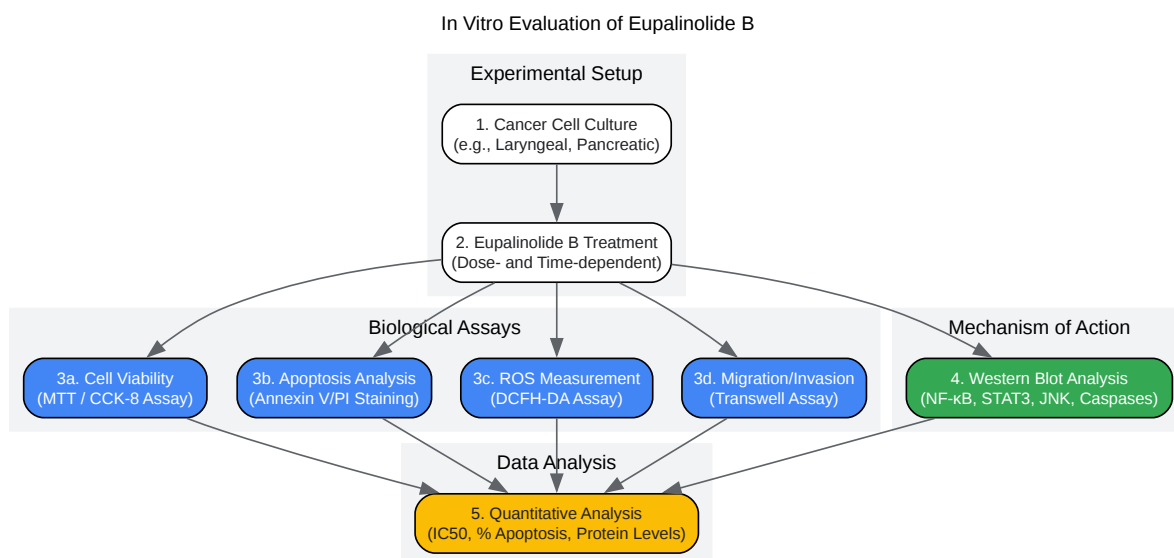 In Vitro Evaluation of Eupalinolide B
Experimental Setup
1. Cancer Cell Culture
(e.g., Laryngeal, Pancreatic)
2. Eupalinolide B Treatment
(Dose- and Time-dependent)
Biological Assays
Mechanism of Action
3a. Cell Viability
(MTT / CCK-8 Assay)
3b. Apoptosis Analysis
(Annexin V/PI Staining)
3c. ROS Measurement
(DCFH-DA Assay)
3d. Migration/Invasion
(Transwell Assay)
4. Western Blot Analysis
(NF-κB, STAT3, JNK, Caspases)
Data Analysis
5. Quantitative Analysis
(IC50, % Apoptosis, Protein Levels)